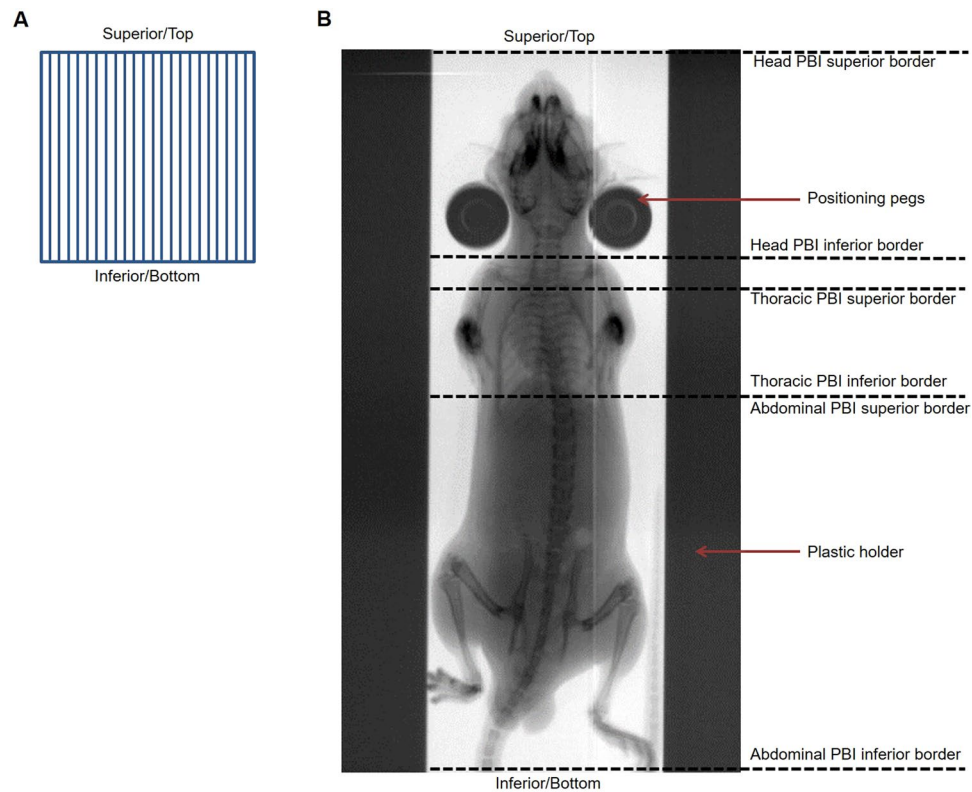 A
Superior/Top
Inferior/Bottom
B
Superior/Top
Head PBI superior border
Positioning pegs
Head PBI inferior border
Thoracic PBI superior border
Thoracic PBI inferior border
Abdominal PBI superior border
Plastic holder
Abdominal PBI inferior border
Inferior/Bottom